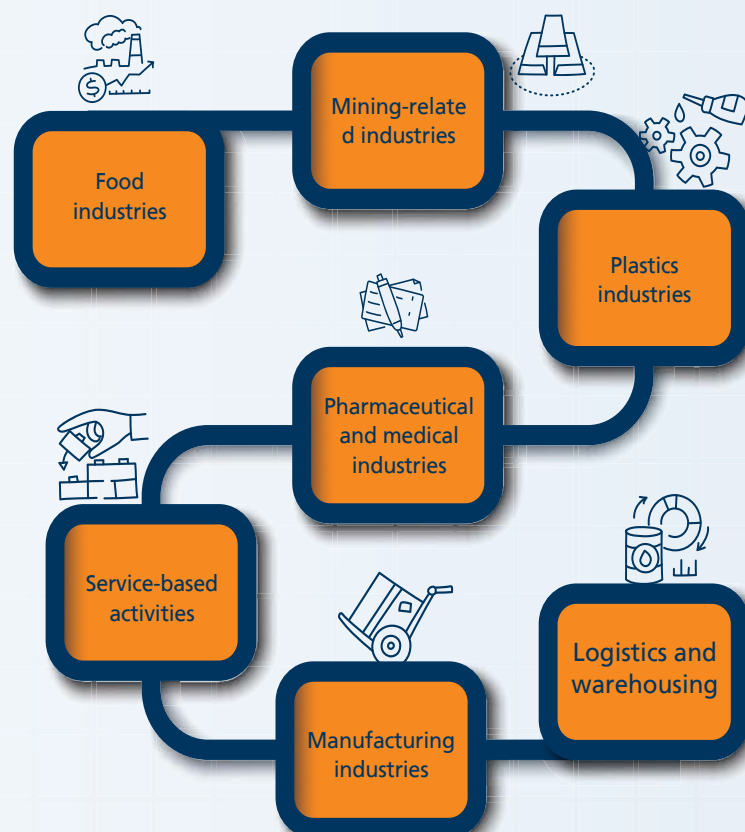 Food
industries
Mining-relate
d industries
Plastics
industries
Pharmaceutical
and medical
industries
Service-based
activities
Manufacturing
industries
Logistics and
warehousing